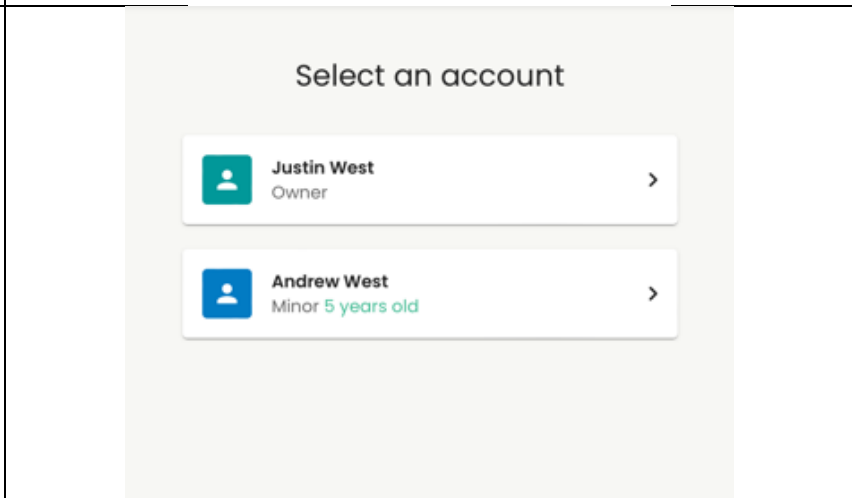 Select an account
Justin West
Owner
Andrew West
Minor 5 years old